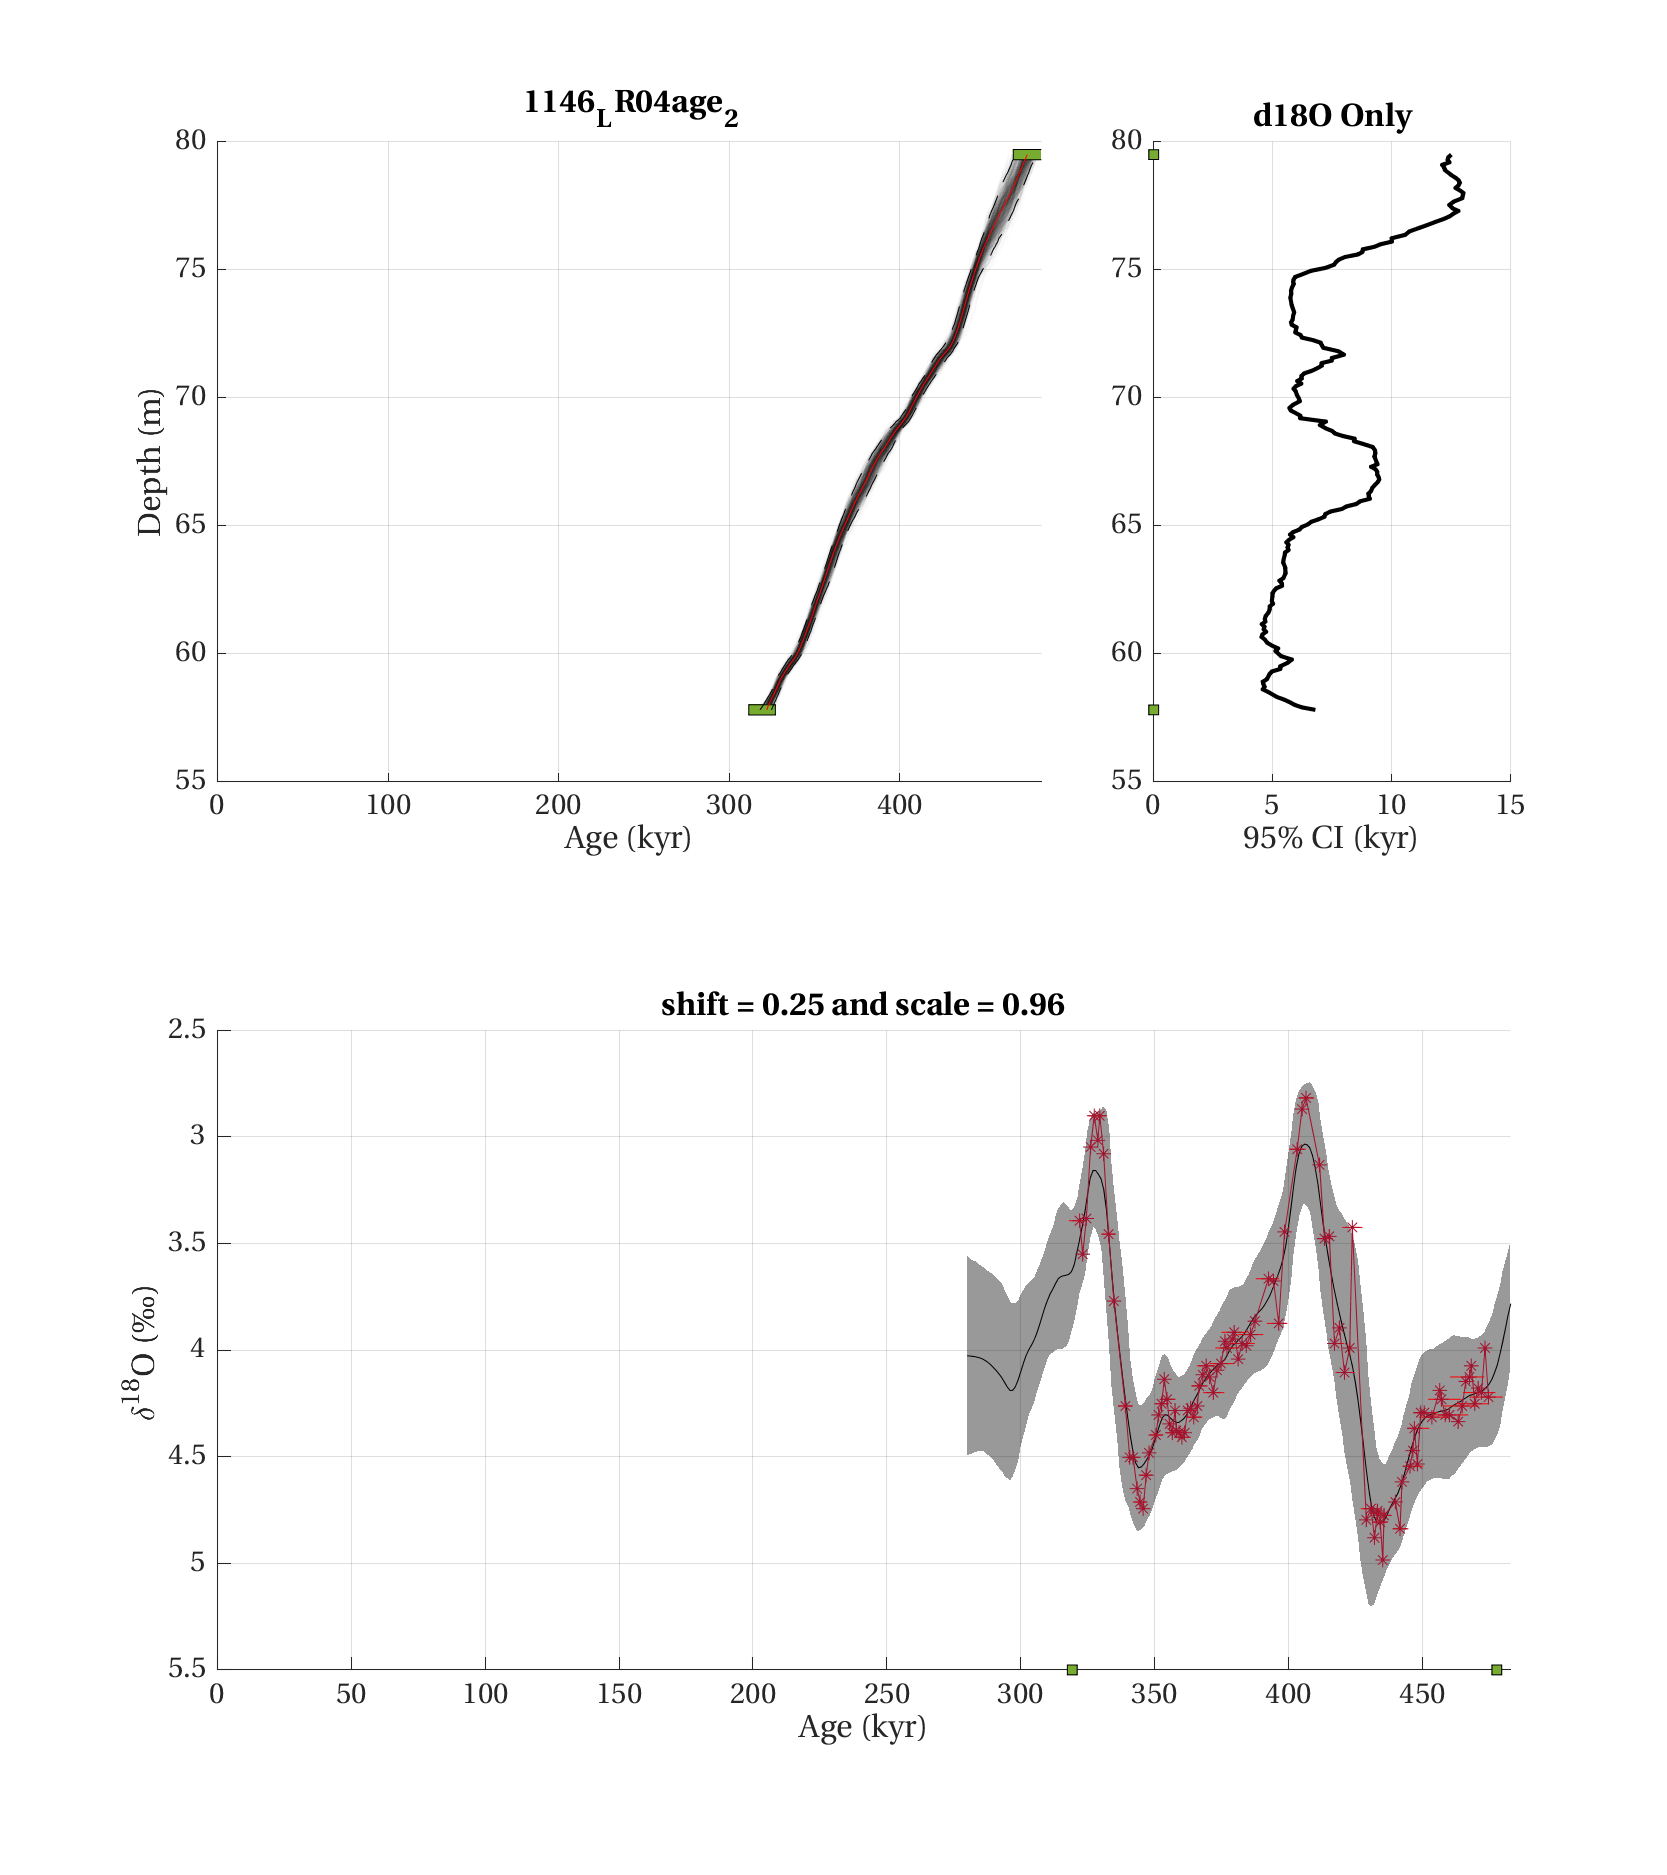 1146_L R04age_2
d18O Only
80
75
70
65
60
55
Depth (m)
0 100 200 300 400
Age (kyr)
80
75
70
65
60
55
0 5 10 15
95% CI (kyr)
shift = 0.25 and scale = 0.96
2.5
3
3.5
4
4.5
5
5.5
δ¹⁸O (‰)
0 50 100 150 200 250 300 350 400 450
Age (kyr)